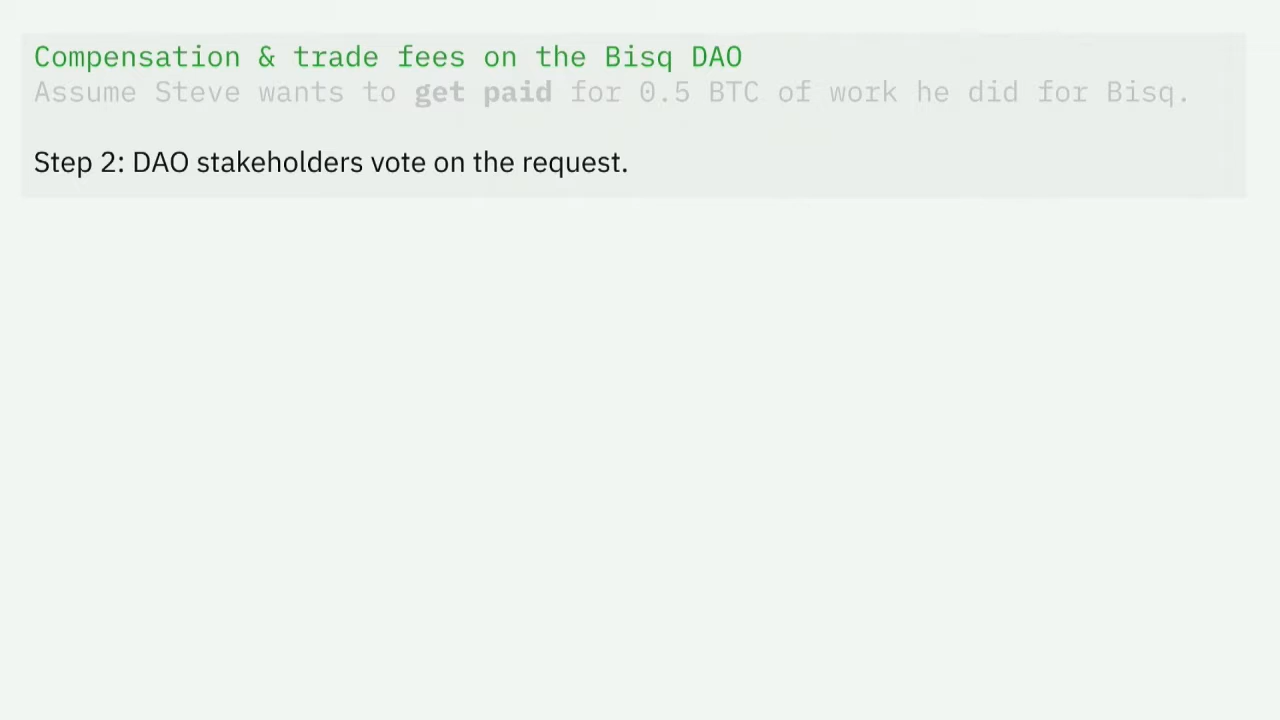 Compensation & trade fees on the Bisq DAO
Assume Steve wants to get paid for 0.5 BTC of work he did for Bisq.
Step 2: DAO stakeholders vote on the request.